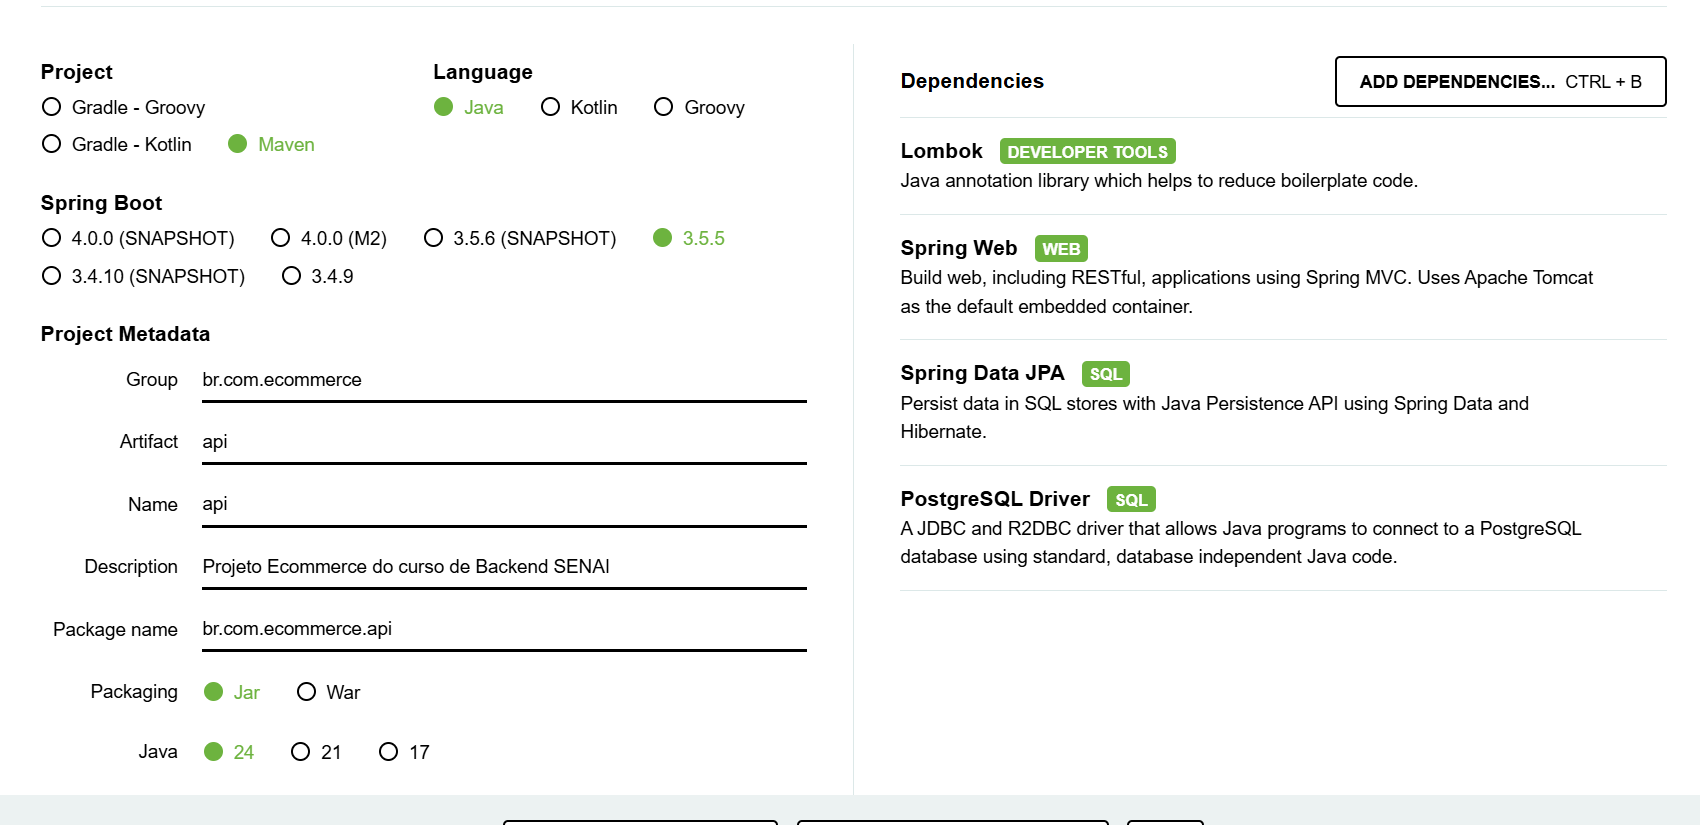 Project
Gradle - Groovy
Gradle - Kotlin Maven
Language
Java Kotlin Groovy
Spring Boot
4.0.0 (SNAPSHOT) 4.0.0 (M2) 3.5.6 (SNAPSHOT) 3.5.5
3.4.10 (SNAPSHOT) 3.4.9
Project Metadata
Group br.com.ecommerce
Artifact api
Name api
Description Projeto Ecommerce do curso de Backend SENAI
Package name br.com.ecommerce.api
Packaging Jar War
Java 24 21 17
Dependencies
ADD DEPENDENCIES... CTRL + B
Lombok DEVELOPER TOOLS
Java annotation library which helps to reduce boilerplate code.
Spring Web WEB
Build web, including RESTful, applications using Spring MVC. Uses Apache Tomcat
as the default embedded container.
Spring Data JPA SQL
Persist data in SQL stores with Java Persistence API using Spring Data and
Hibernate.
PostgreSQL Driver SQL
A JDBC and R2DBC driver that allows Java programs to connect to a PostgreSQL
database using standard, database independent Java code.